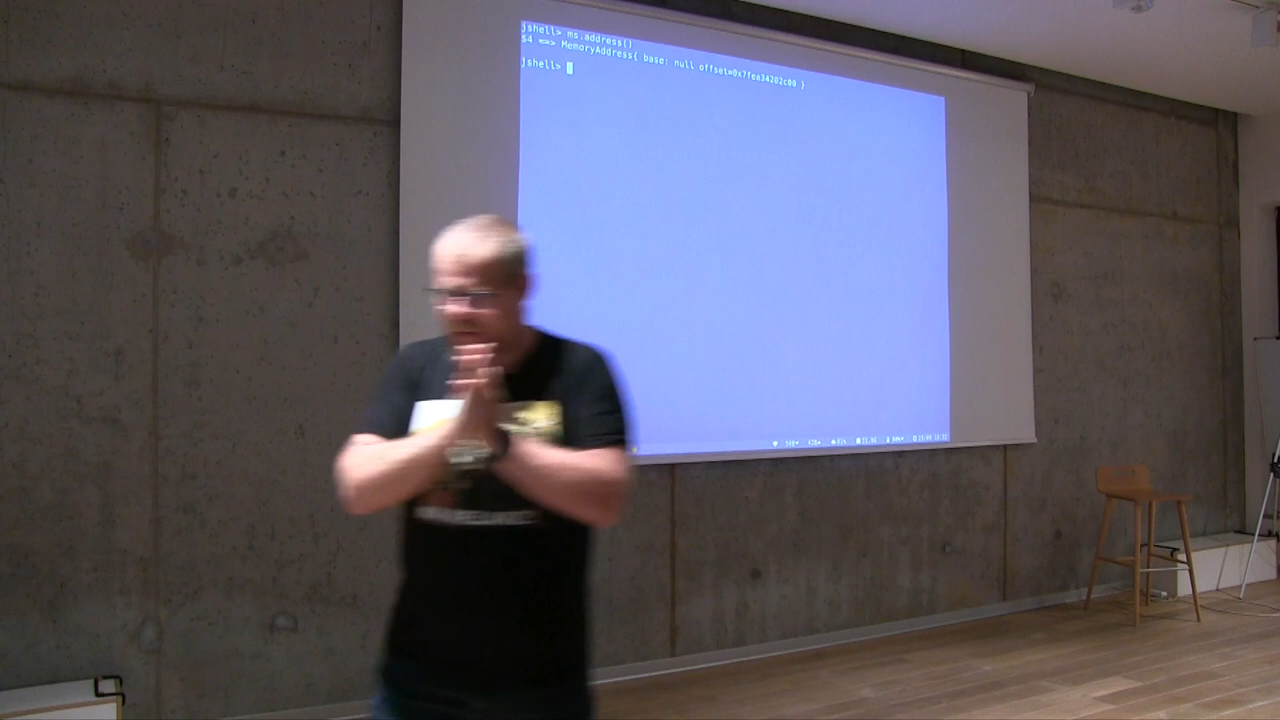 jshell> ms.address()
$4 ==> MemoryAddress{ base: null offset=0x7fea34202c00 }
jshell>